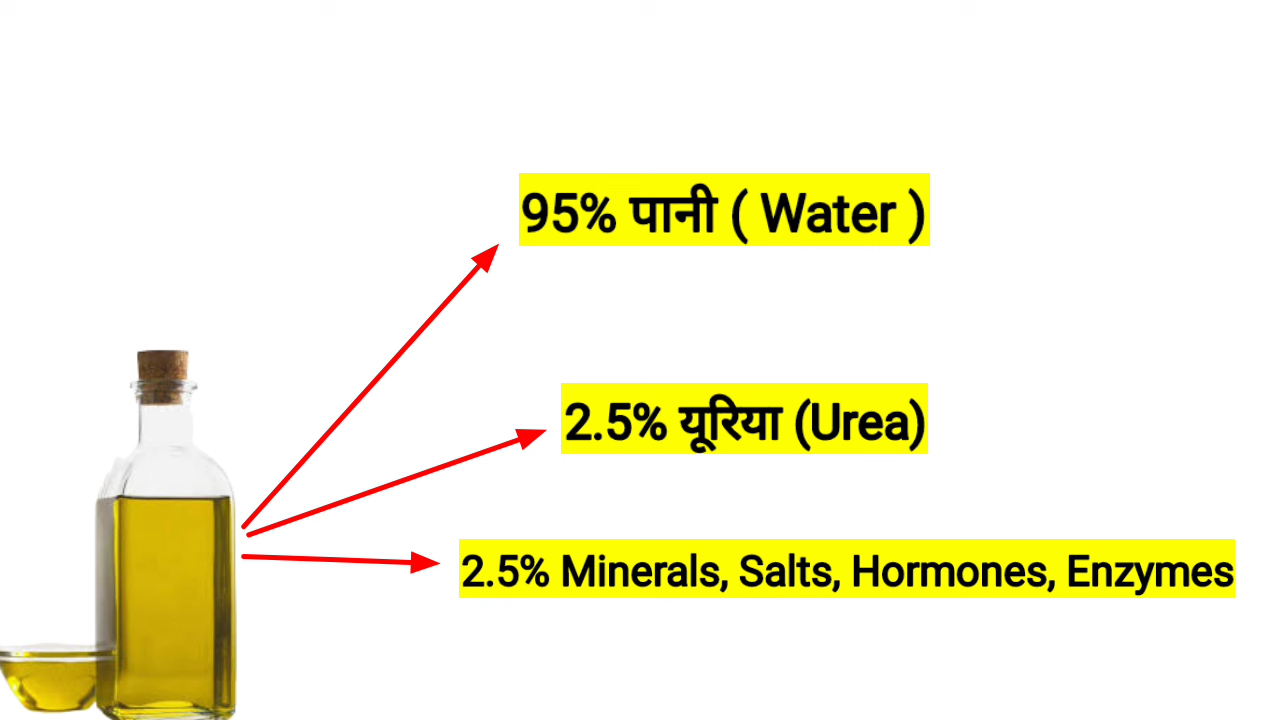 95% पानी ( Water )
2.5% यूरिया (Urea)
2.5% Minerals, Salts, Hormones, Enzymes